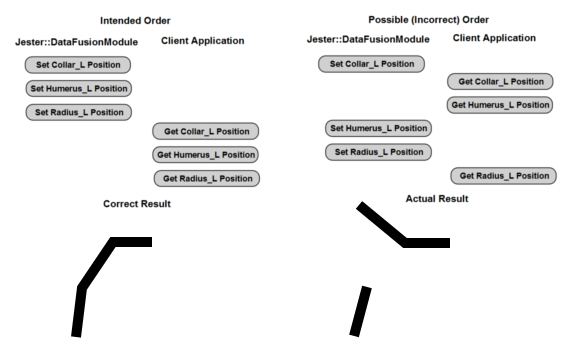 Intended Order
Jester::DataFusionModule
Client Application
Set Collar_L Position
Set Humerus_L Position
Set Radius_L Position
Get Collar_L Position
Get Humerus_L Position
Get Radius_L Position
Correct Result
Possible (Incorrect) Order
Jester::DataFusionModule
Client Application
Set Collar_L Position
Get Collar_L Position
Get Humerus_L Position
Set Humerus_L Position
Set Radius_L Position
Get Radius_L Position
Actual Result